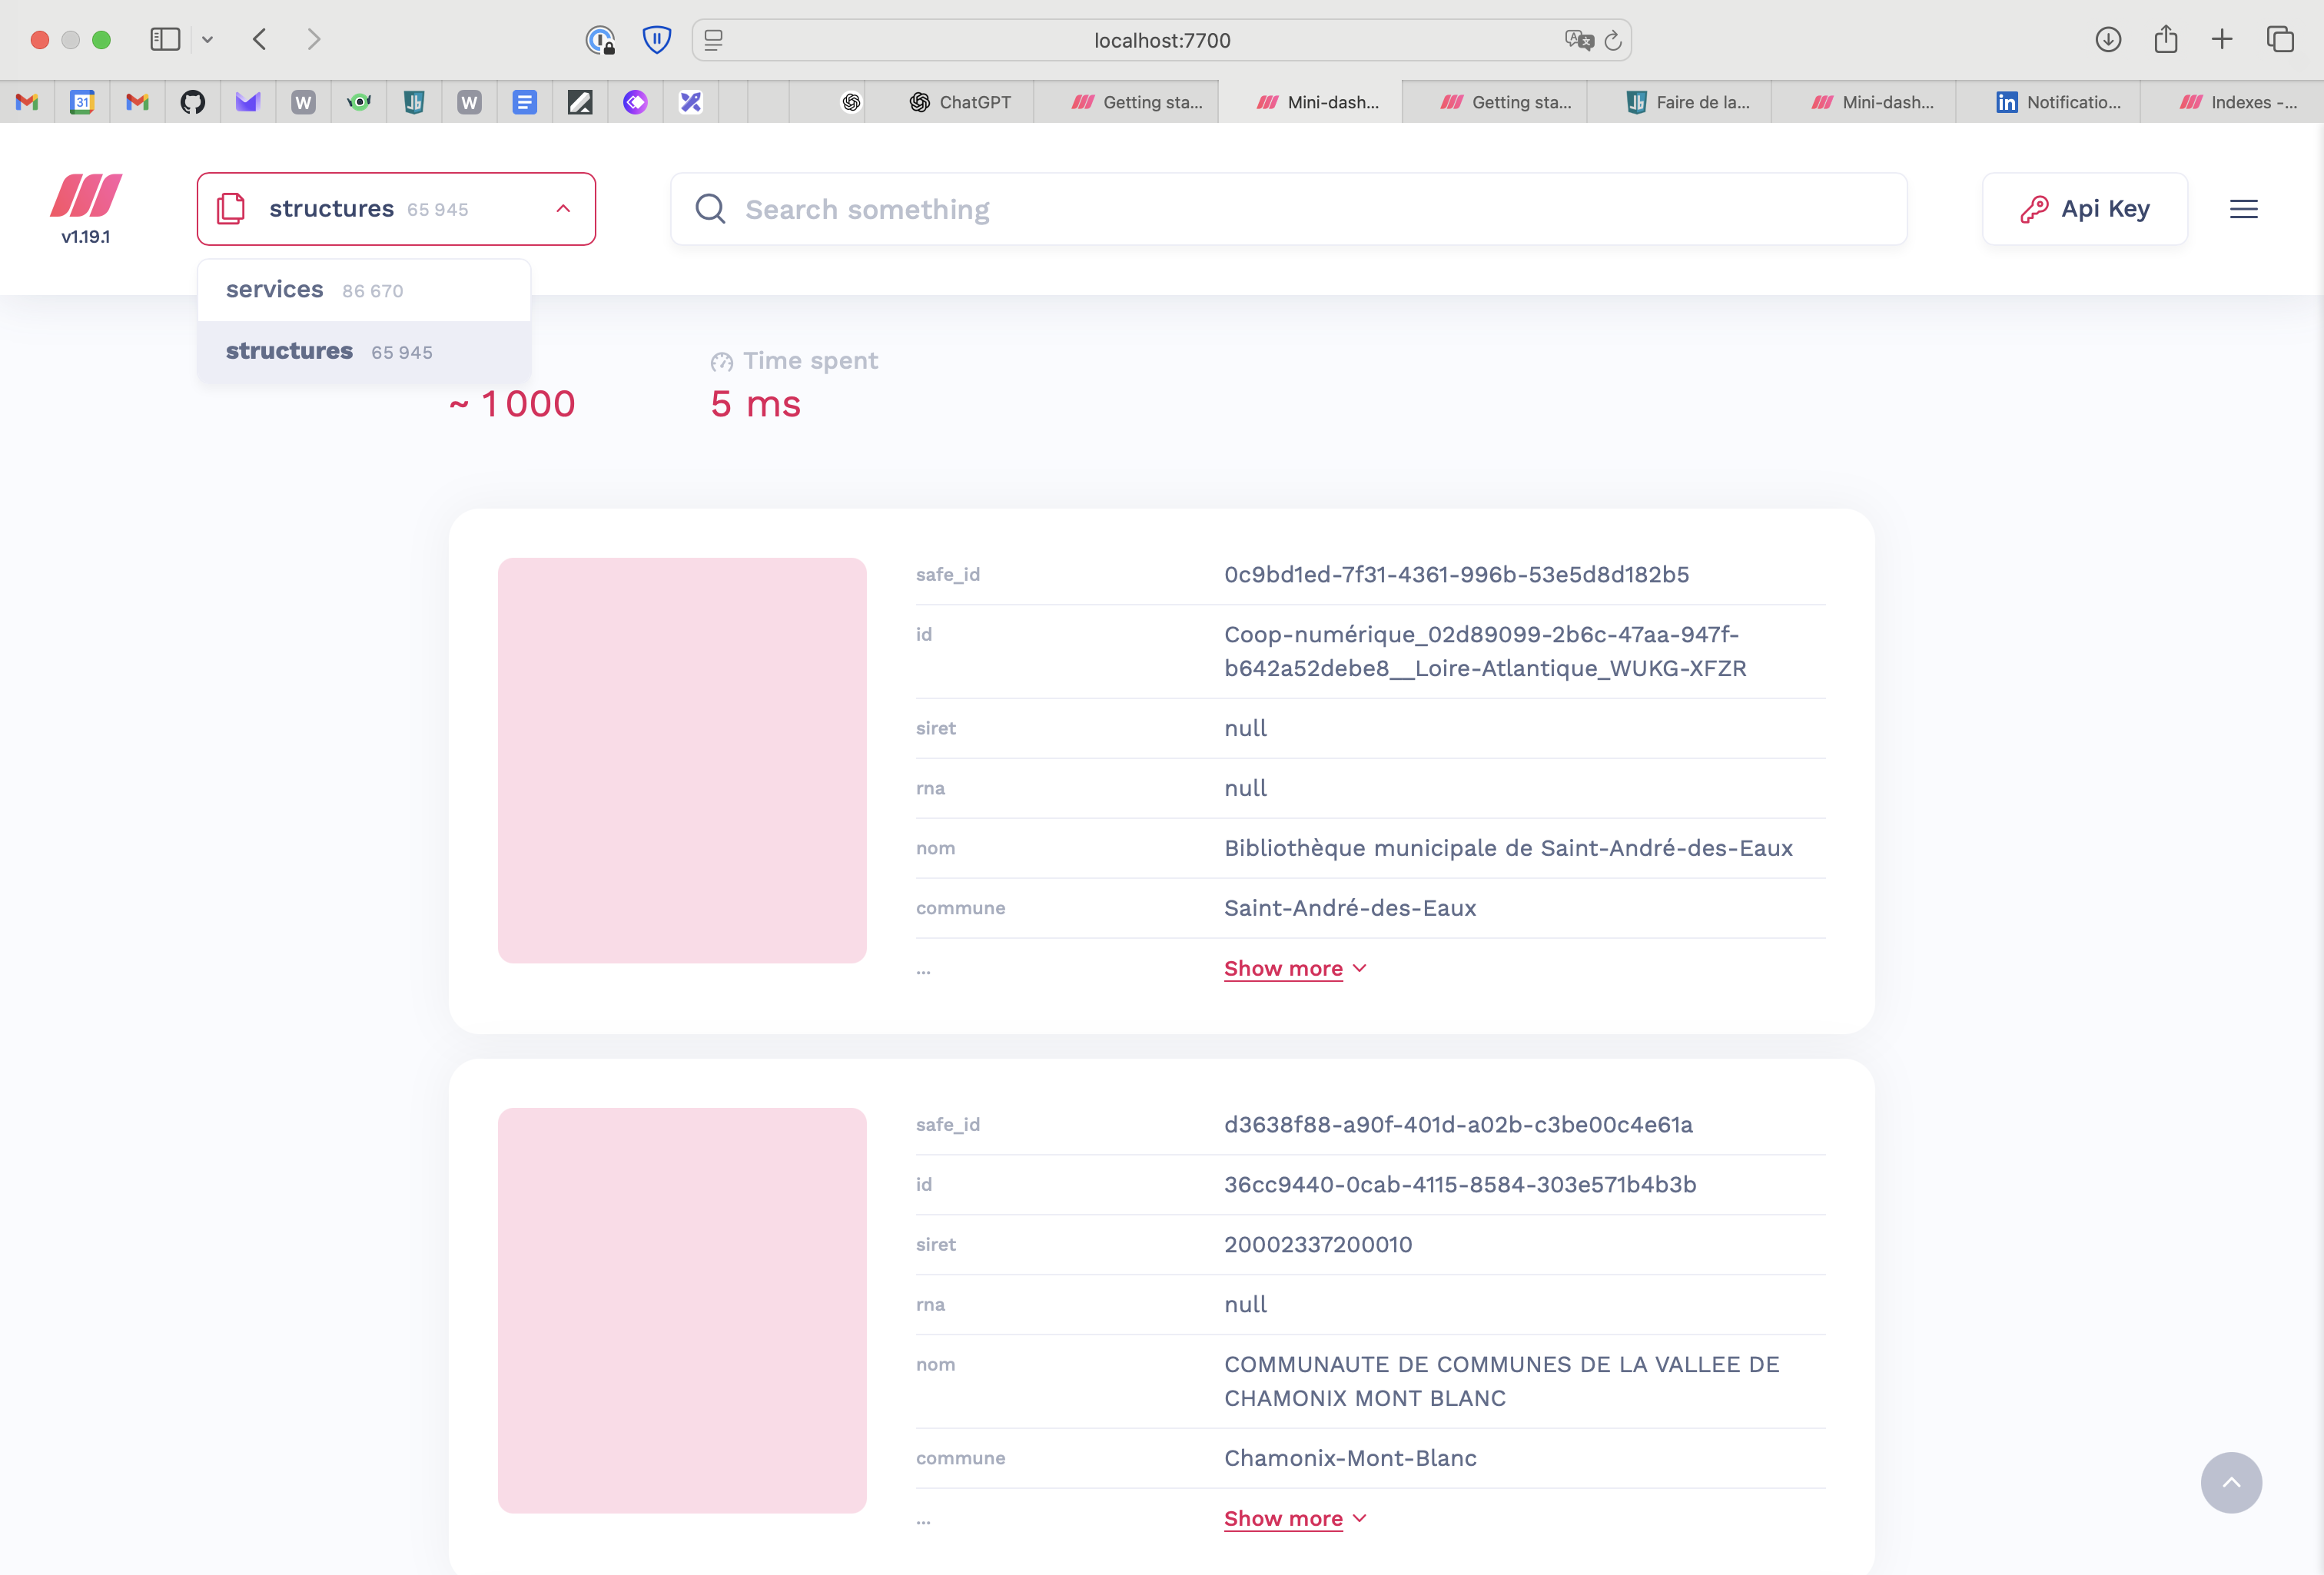 localhost:7700
31
W
W
ChatGPT
Getting sta...
Mini-dash...
Getting sta...
Faire de la...
Mini-dash...
Notificatio...
Indexes -...
v1.19.1
structures 65 945
Search something
Api Key
services 86 670
structures 65 945
Time spent
~ 1 000
5 ms
safe_id 0c9bd1ed-7f31-4361-996b-53e5d8d182b5
id Coop-numérique_02d89099-2b6c-47aa-947f-
b642a52debe8__Loire-Atlantique_WUKG-XFZR
siret null
rna null
nom Bibliothèque municipale de Saint-André-des-Eaux
commune Saint-André-des-Eaux
... Show more
safe_id d3638f88-a90f-401d-a02b-c3be00c4e61a
id 36cc9440-0cab-4115-8584-303e571b4b3b
siret 20002337200010
rna null
nom COMMUNAUTE DE COMMUNES DE LA VALLEE DE
CHAMONIX MONT BLANC
commune Chamonix-Mont-Blanc
... Show more